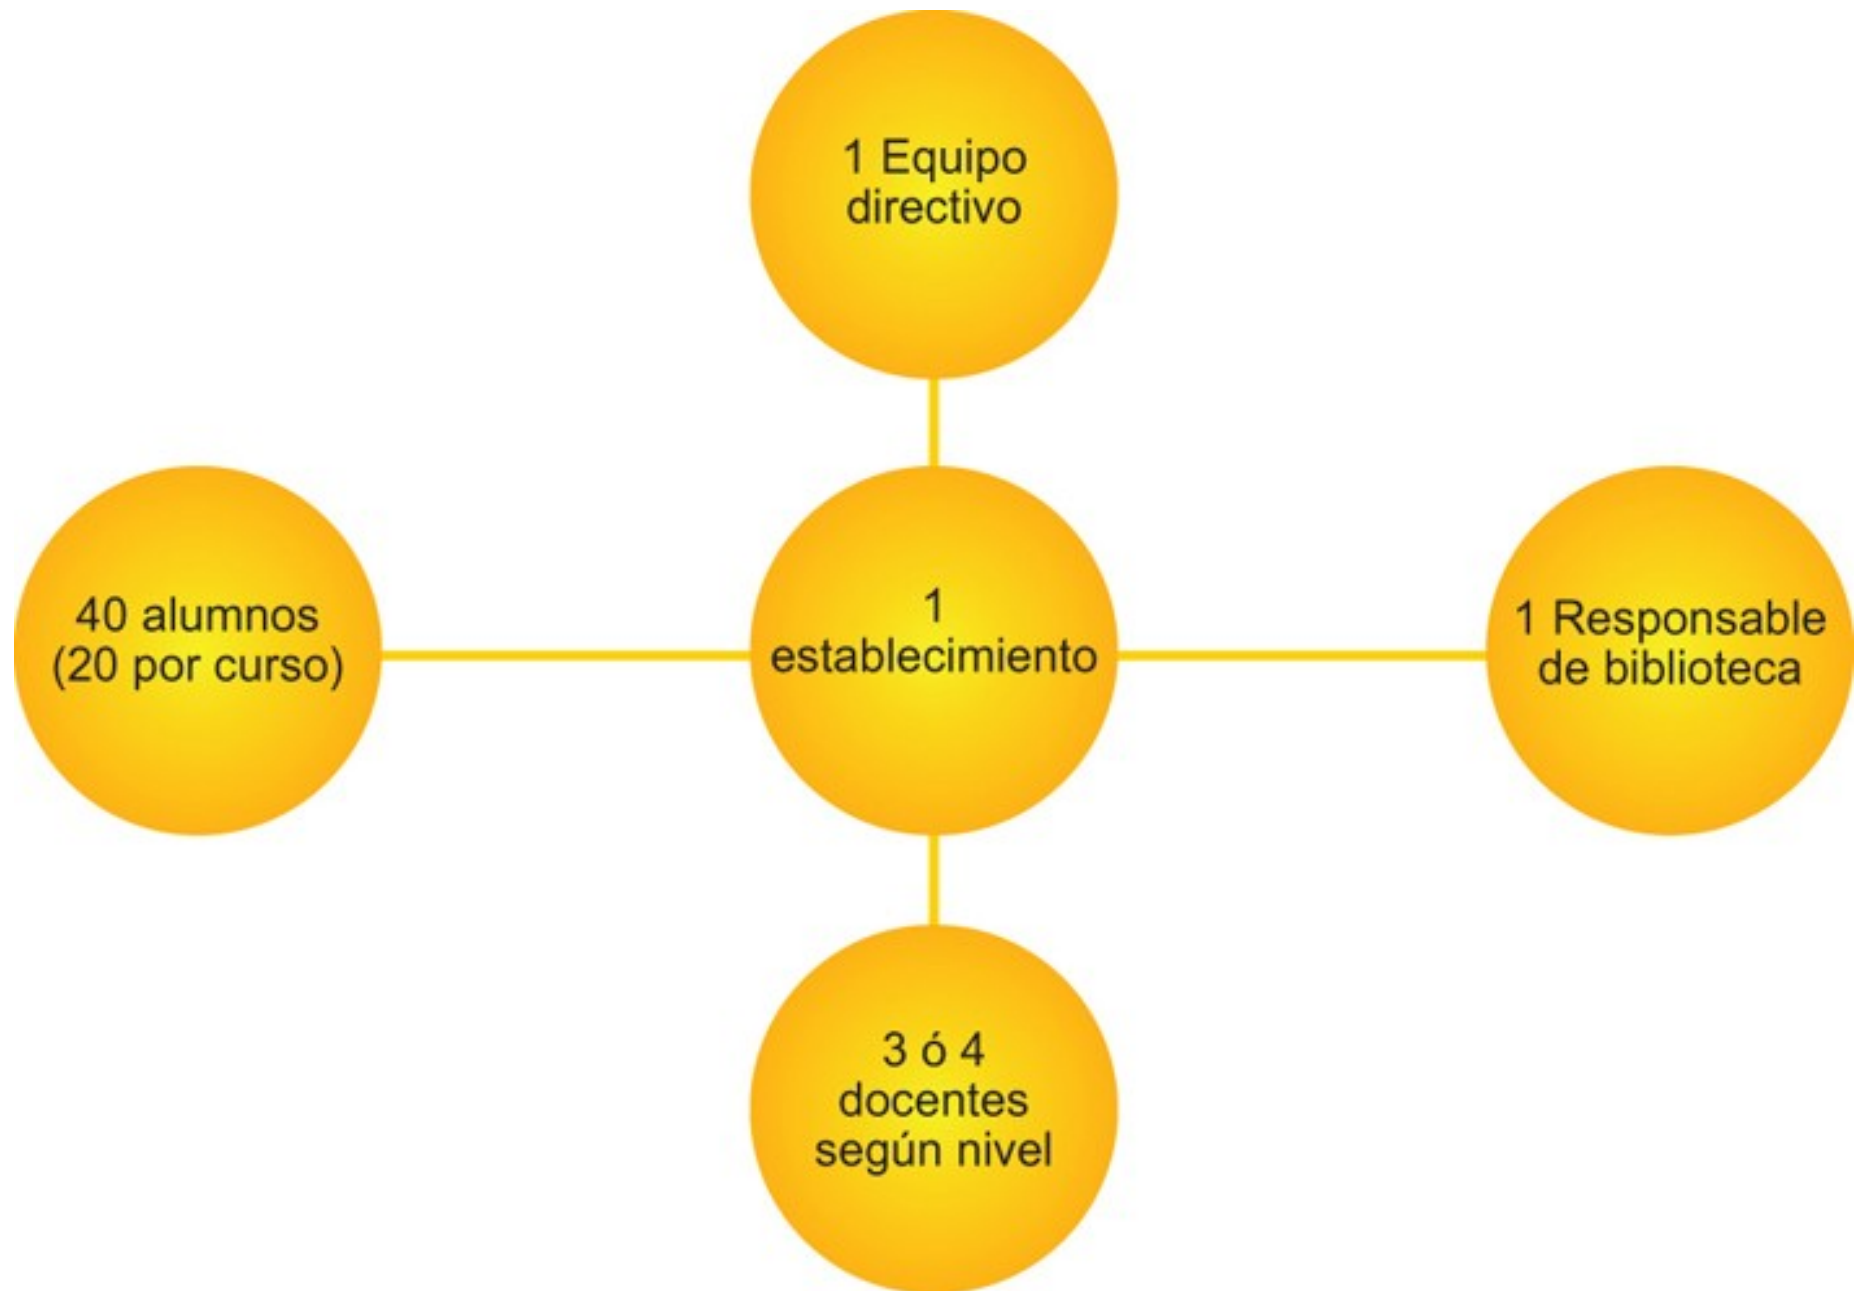 1 Equipo
directivo
40 alumnos
(20 por curso)
1
establecimiento
1 Responsable
de biblioteca
3 ó 4
docentes
según nivel